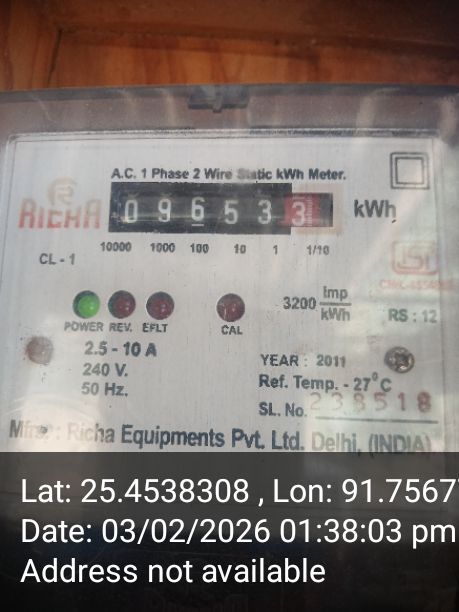 A.C. 1 Phase 2 Wire Static kWh Meter.
RICHA
0 9 6 5 3 3 kWh
10000 1000 100 10 1 1/10
CL - 1
3200 Imp/kWh
RS : 12
POWER REV. EFLT CAL
2.5 - 10 A
240 V.
50 Hz.
YEAR : 2011
Ref. Temp. - 27°C
SL. No. 238518
Mfrs. : Richa Equipments Pvt. Ltd. Delhi, (INDIA)
Lat: 25.4538308 , Lon: 91.7567
Date: 03/02/2026 01:38:03 pm
Address not available